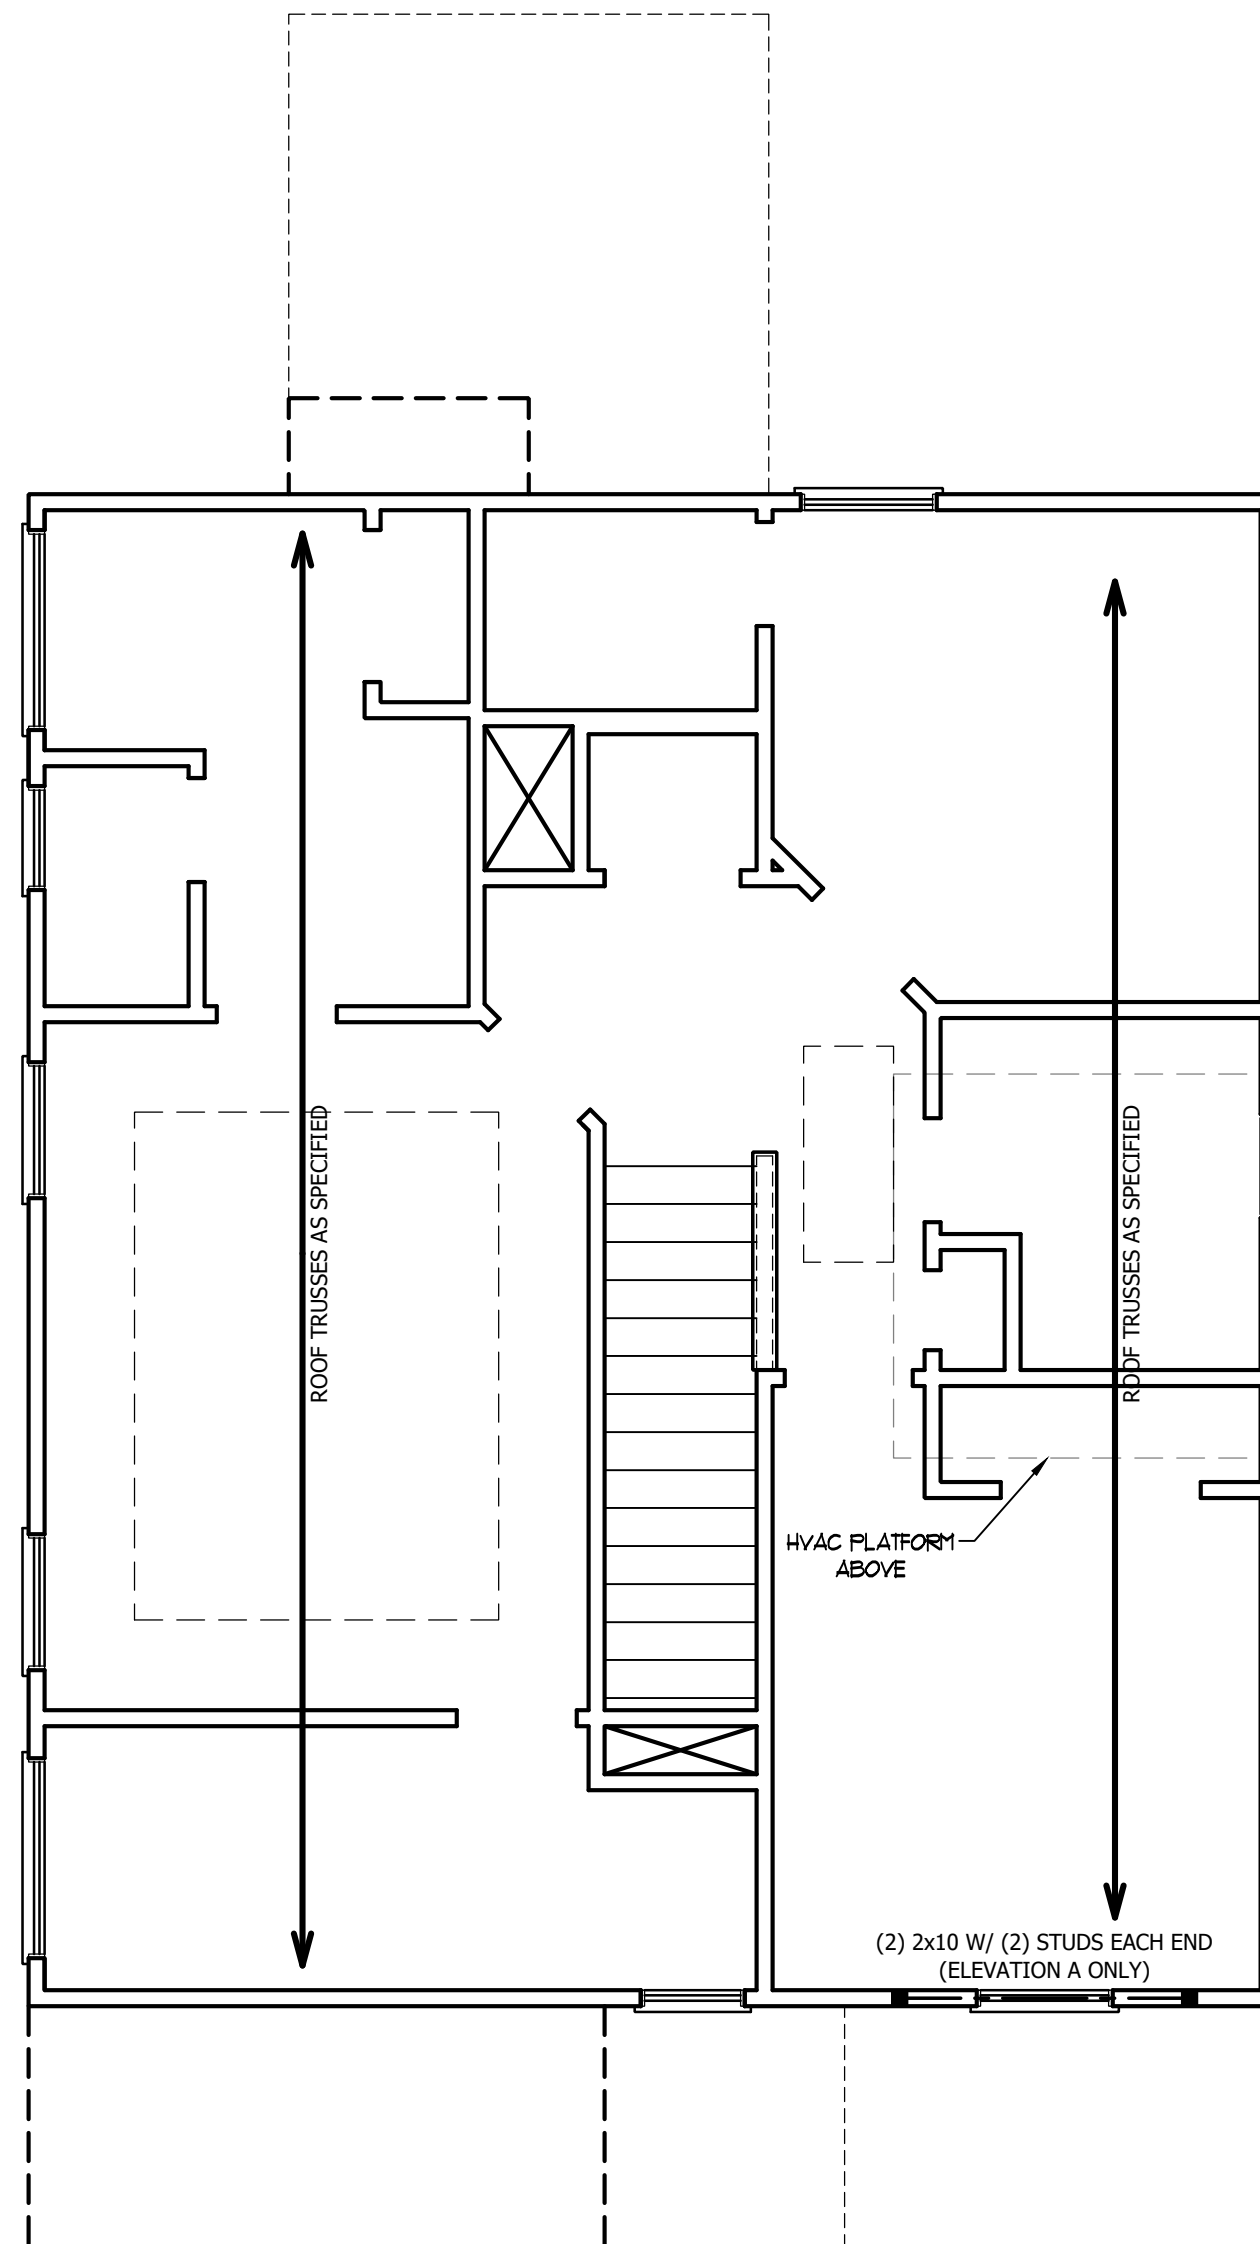 ROOF TRUSSES AS SPECIFIED
ROOF TRUSSES AS SPECIFIED
HVAC PLATFORM
ABOVE
(2) 2x10 W/ (2) STUDS EACH END
(ELEVATION A ONLY)